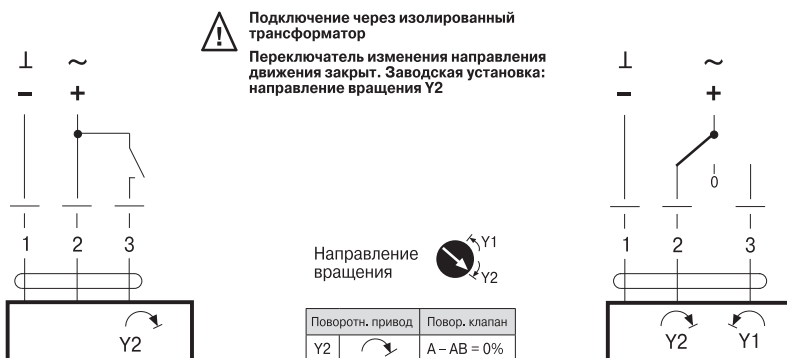 Подключение через изолированный
трансформатор
Переключатель изменения направления
движения закрыт. Заводская установка:
направление вращения Y2
⊥ ~
– +
1 2 3
Y2
Направление
вращения
Y1
Y2
Поворотн. привод Повор. клапан
Y2 A – AB = 0%
⊥ ~
– +
0
1 2 3
Y2 Y1